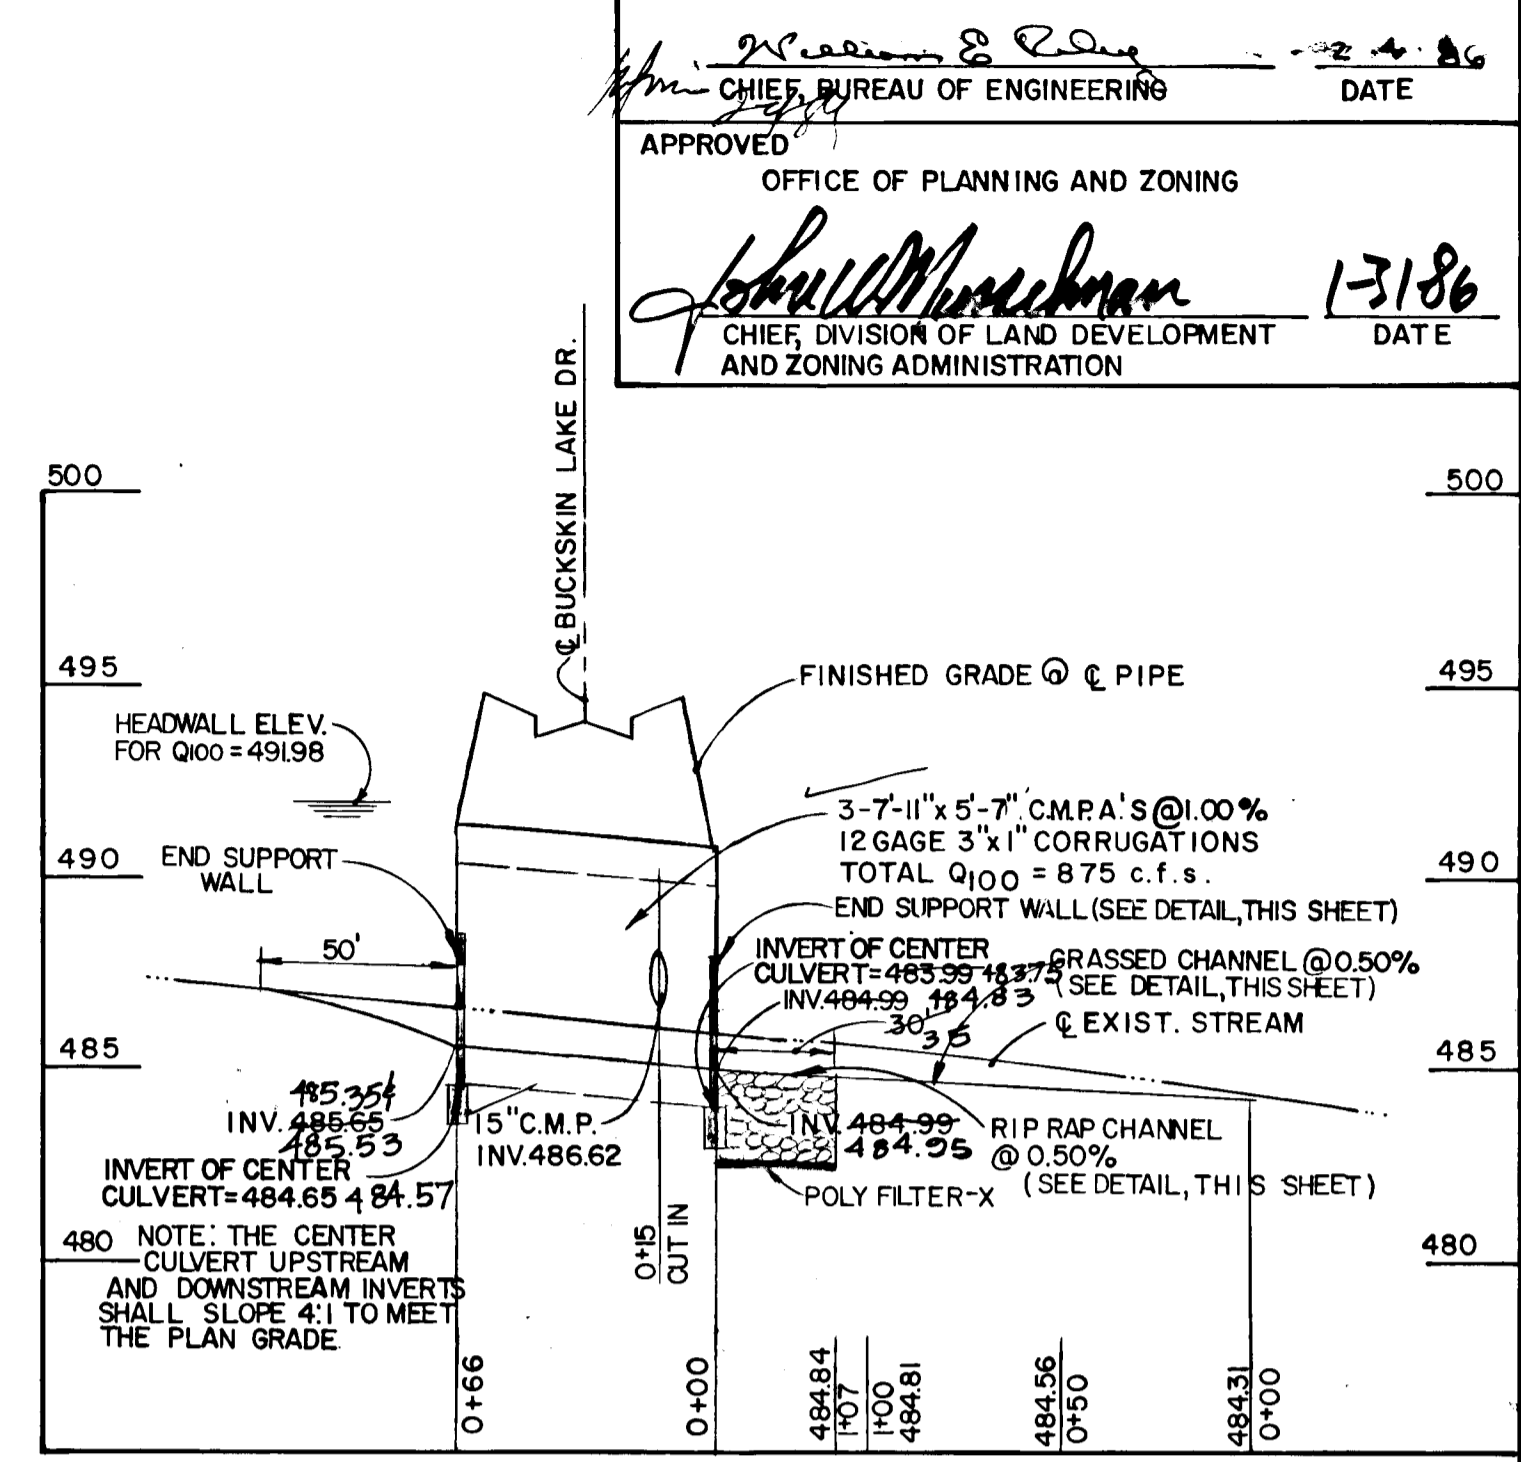 William E Riley 2-4-86
CHIEF, BUREAU OF ENGINEERING DATE
APPROVED
OFFICE OF PLANNING AND ZONING
John W Musselman 1-31-86
CHIEF, DIVISION OF LAND DEVELOPMENT DATE
AND ZONING ADMINISTRATION
℄ BUCKSKIN LAKE DR.
500
500
495
495
FINISHED GRADE @ ℄ PIPE
HEADWALL ELEV.
FOR Q100 = 491.98
3-7'-11"x 5'-7" C.M.P.A.'S @1.00%
12 GAGE 3"x1" CORRUGATIONS
TOTAL Q100 = 875 c.f.s.
490
490
END SUPPORT
WALL
END SUPPORT WALL (SEE DETAIL, THIS SHEET)
50'
INVERT OF CENTER
CULVERT=483.99 483.75
INV. 484.99 484.83
GRASSED CHANNEL @ 0.50%
(SEE DETAIL, THIS SHEET)
30'
35
℄ EXIST. STREAM
485
485
485.35
INV. 485.65
485.53
15" C.M.P.
INV. 486.62
INV. 484.99
484.95
RIP RAP CHANNEL
@ 0.50%
(SEE DETAIL, THIS SHEET)
INVERT OF CENTER
CULVERT=484.65 484.57
POLY FILTER-X
480
480
NOTE: THE CENTER
CULVERT UPSTREAM
AND DOWNSTREAM INVERTS
SHALL SLOPE 4:1 TO MEET
THE PLAN GRADE.
0+15
CUT IN
0+66
0+00
484.84
1+07
1+00
484.81
484.56
0+50
484.31
0+00